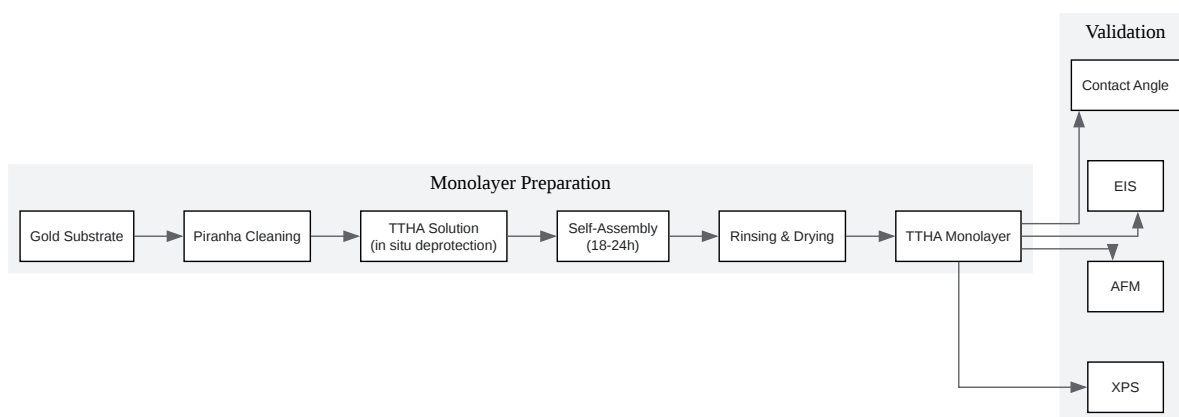 Validation
Contact Angle
Monolayer Preparation
EIS
Gold Substrate
Piranha Cleaning
TTHA Solution
(in situ deprotection)
Self-Assembly
(18-24h)
Rinsing & Drying
TTHA Monolayer
AFM
XPS